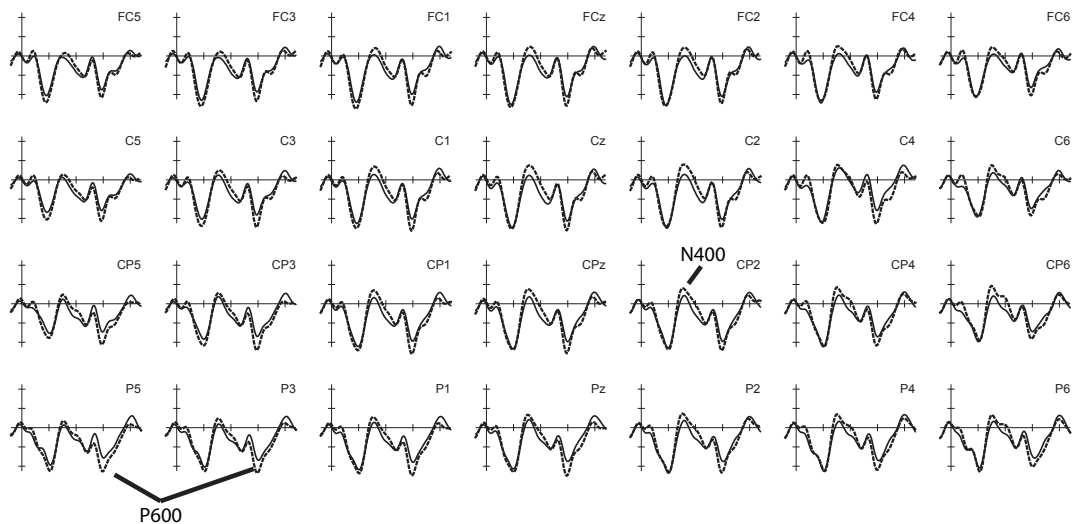 FC5 FC3 FC1 FCz FC2 FC4 FC6
C5 C3 C1 Cz C2 C4 C6
N400
CP5 CP3 CP1 CPz CP2 CP4 CP6
P5 P3 P1 Pz P2 P4 P6
P600